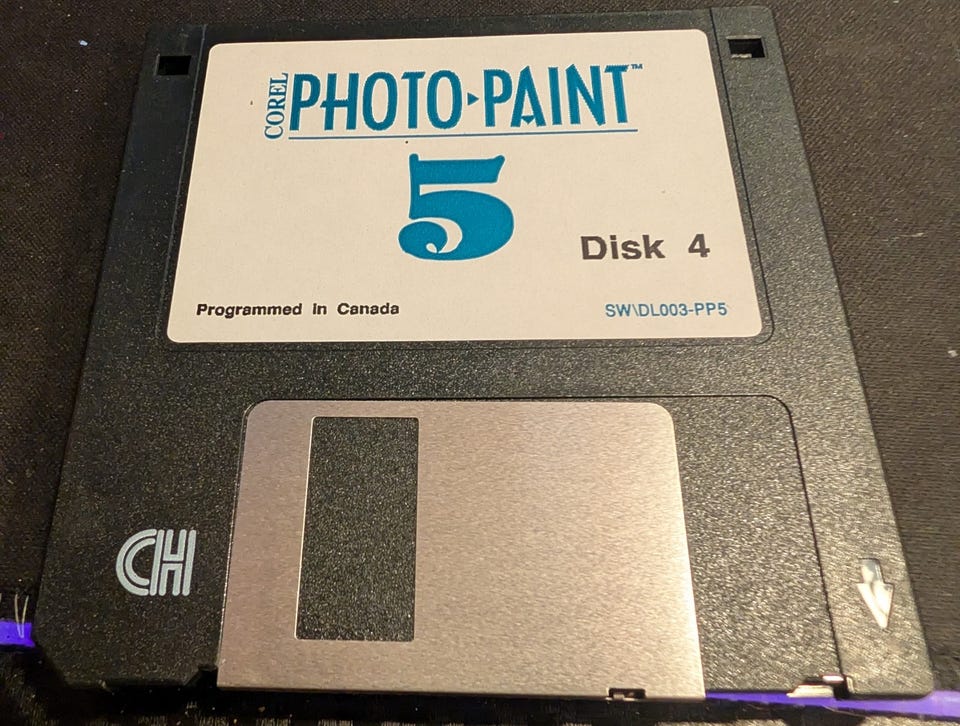 COREL PHOTO▸PAINT™
5
Disk 4
Programmed in Canada
SW\DL003-PP5
CH